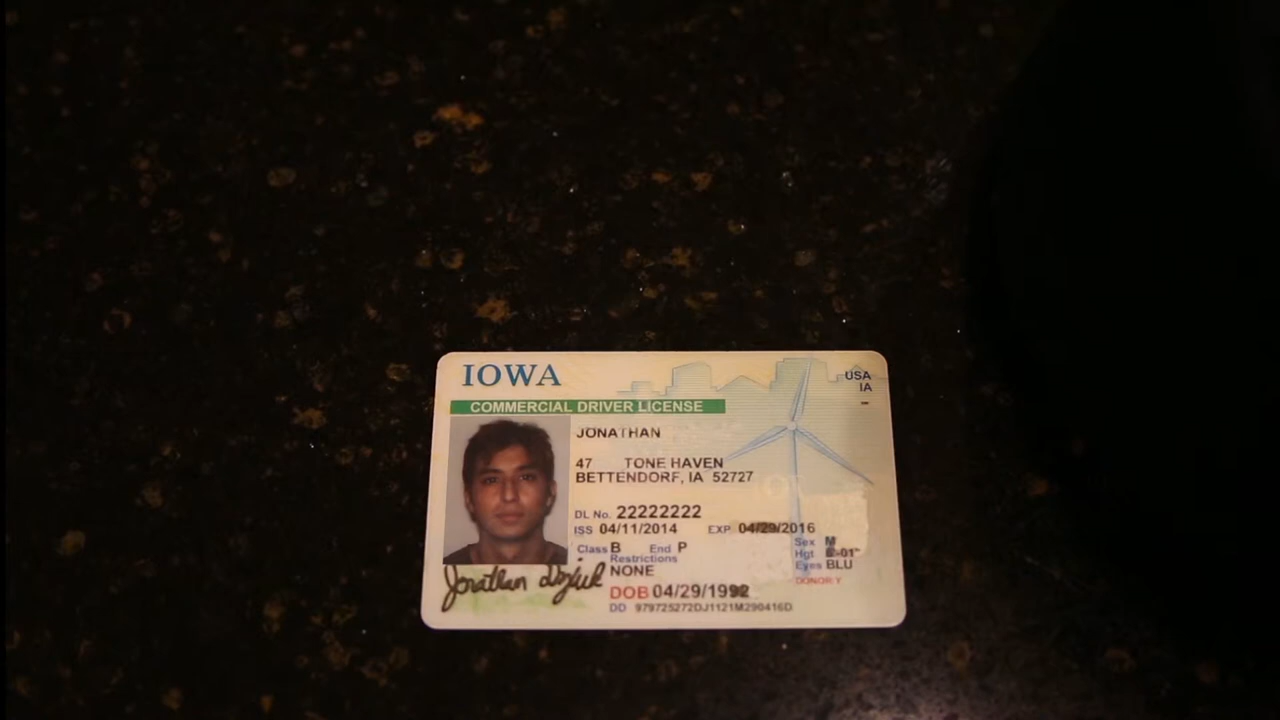 IOWA
USA
IA
COMMERCIAL DRIVER LICENSE
JONATHAN
47 TONE HAVEN
BETTENDORF, IA 52727
DL No. 22222222
ISS 04/11/2014 EXP 04/29/2016
Class B End P
Restrictions
NONE
Sex M
Hgt
Eyes BLU
DONOR Y
DOB 04/29/1992
DD 979725272DJ1121M290416D
Jonathan